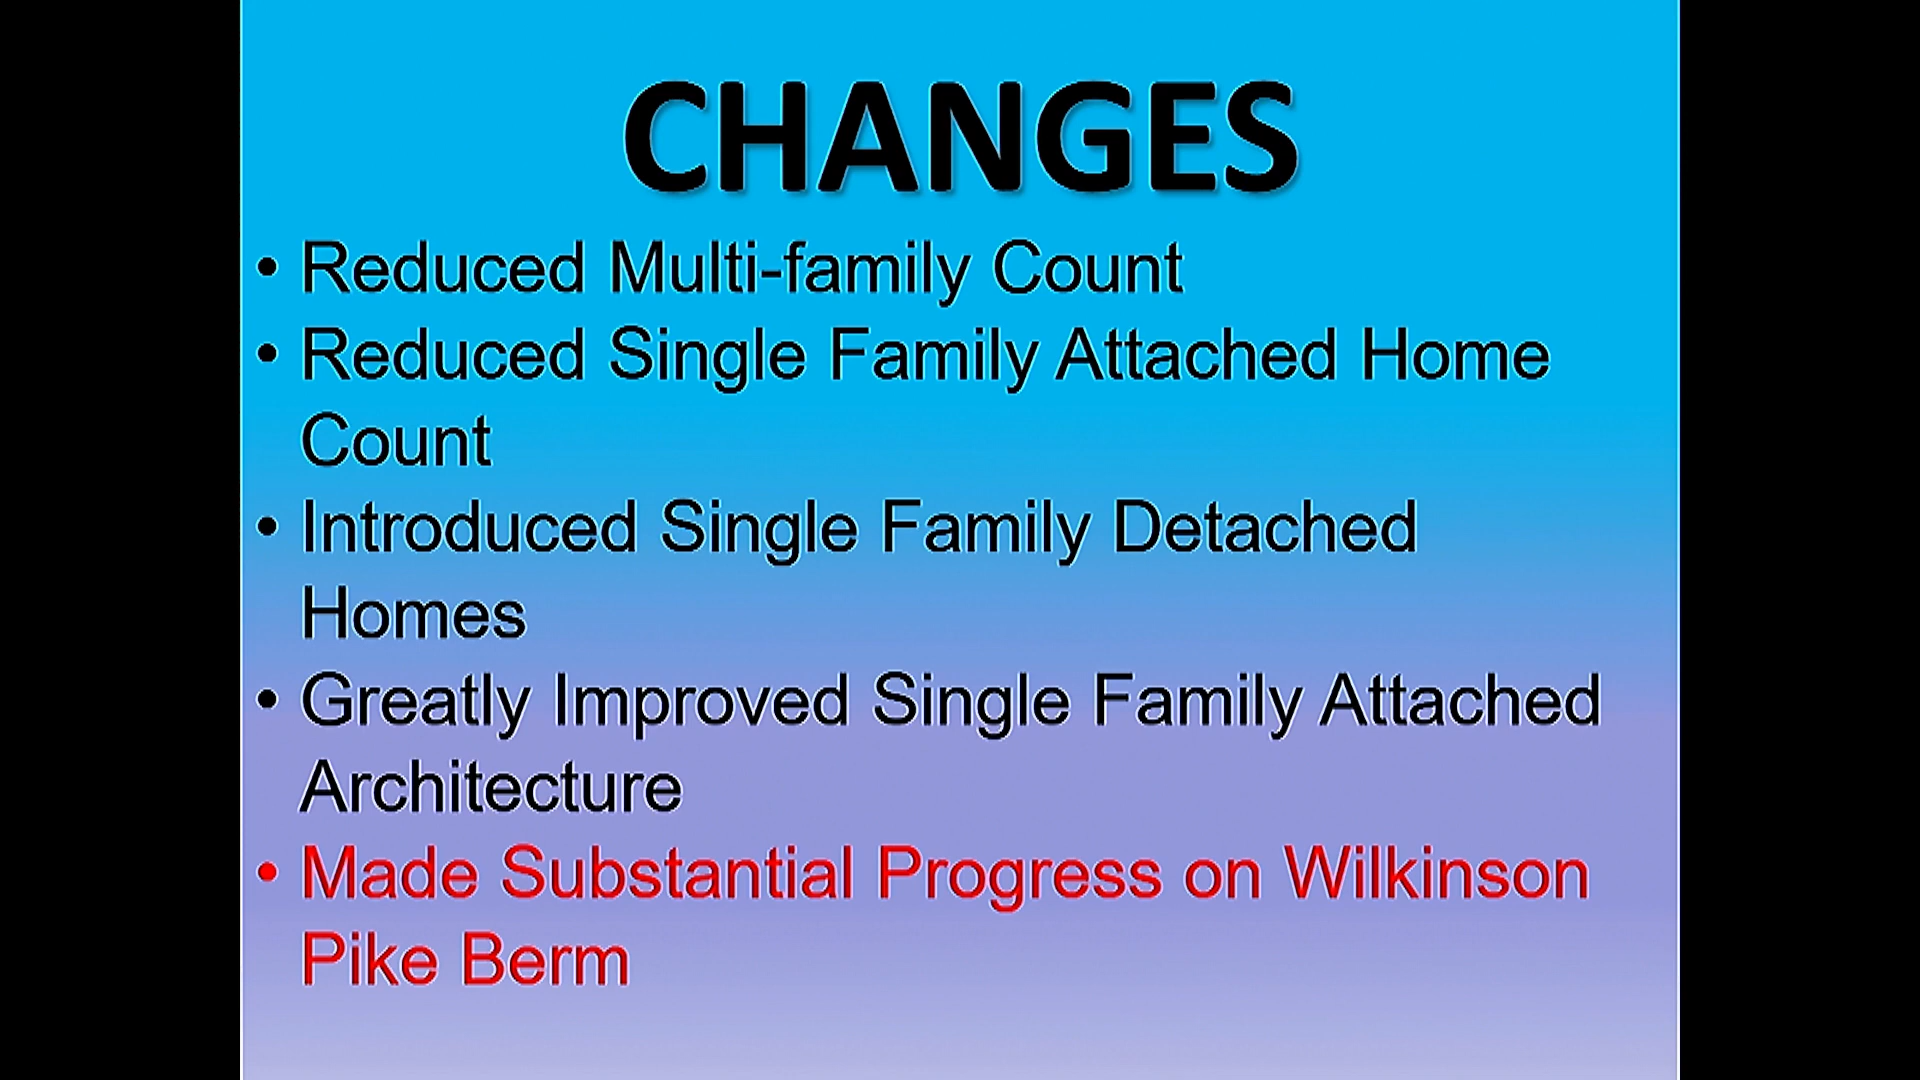 CHANGES
• Reduced Multi-family Count
• Reduced Single Family Attached Home
Count
• Introduced Single Family Detached
Homes
• Greatly Improved Single Family Attached
Architecture
• Made Substantial Progress on Wilkinson
Pike Berm